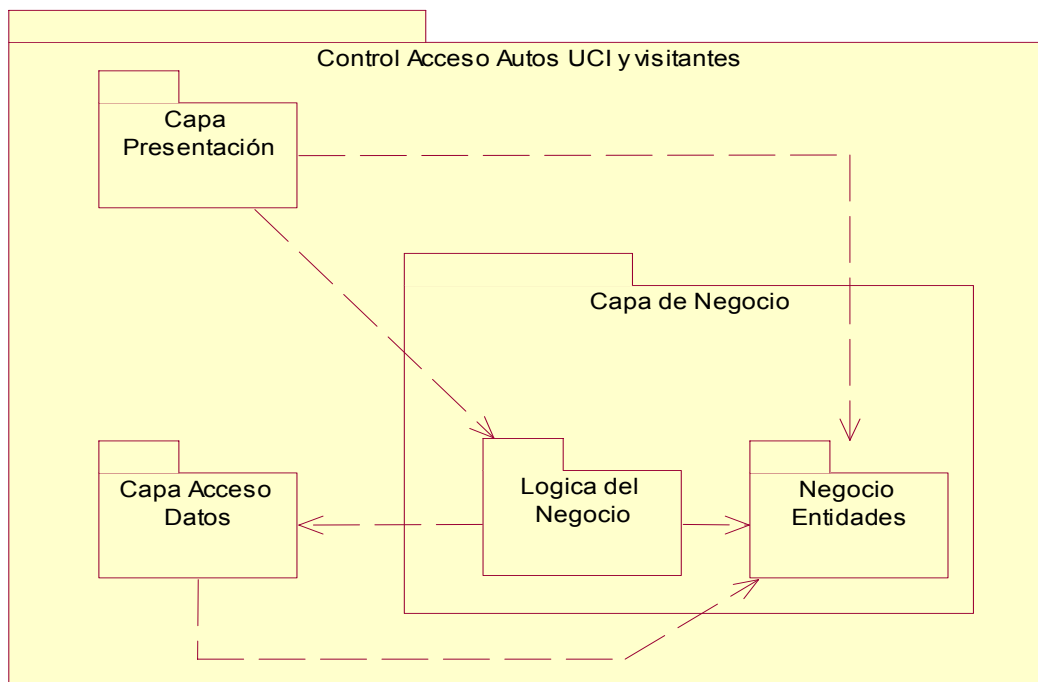 Control Acceso Autos UCI y visitantes
Capa
Presentación
Capa de Negocio
Capa Acceso
Datos
Logica del
Negocio
Negocio
Entidades